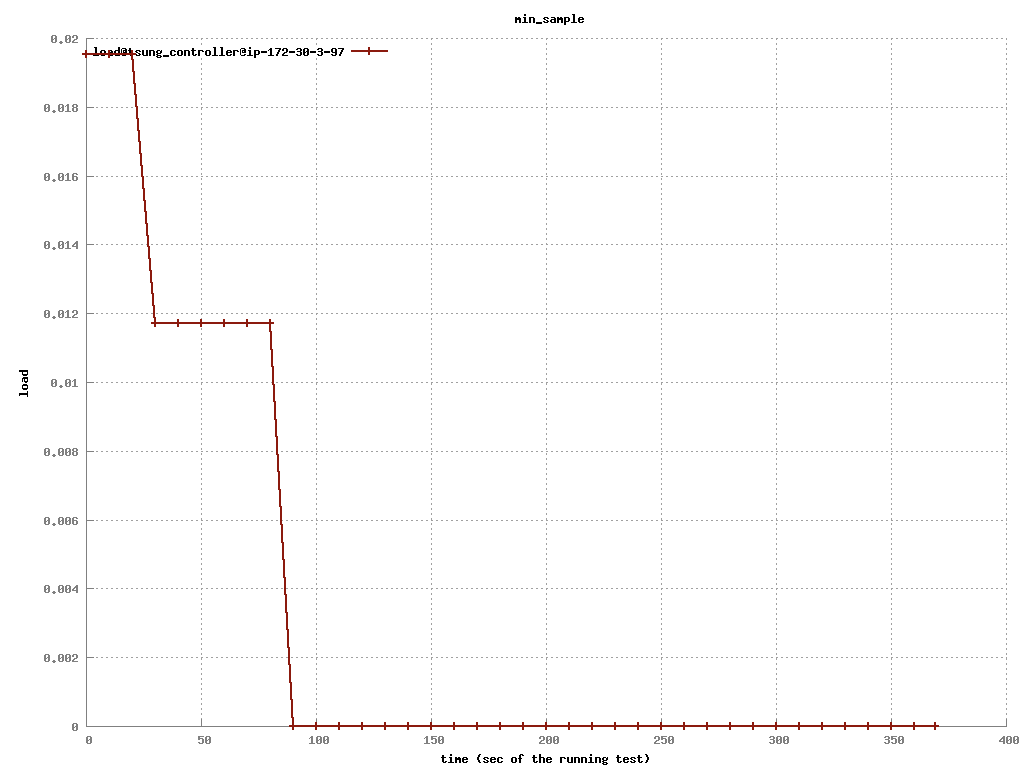 min_sample
0.02
load@tsung_controller@ip-172-30-3-97
0.018
0.016
0.014
0.012
0.01
load
0.008
0.006
0.004
0.002
0
0 50 100 150 200 250 300 350 400
time (sec of the running test)